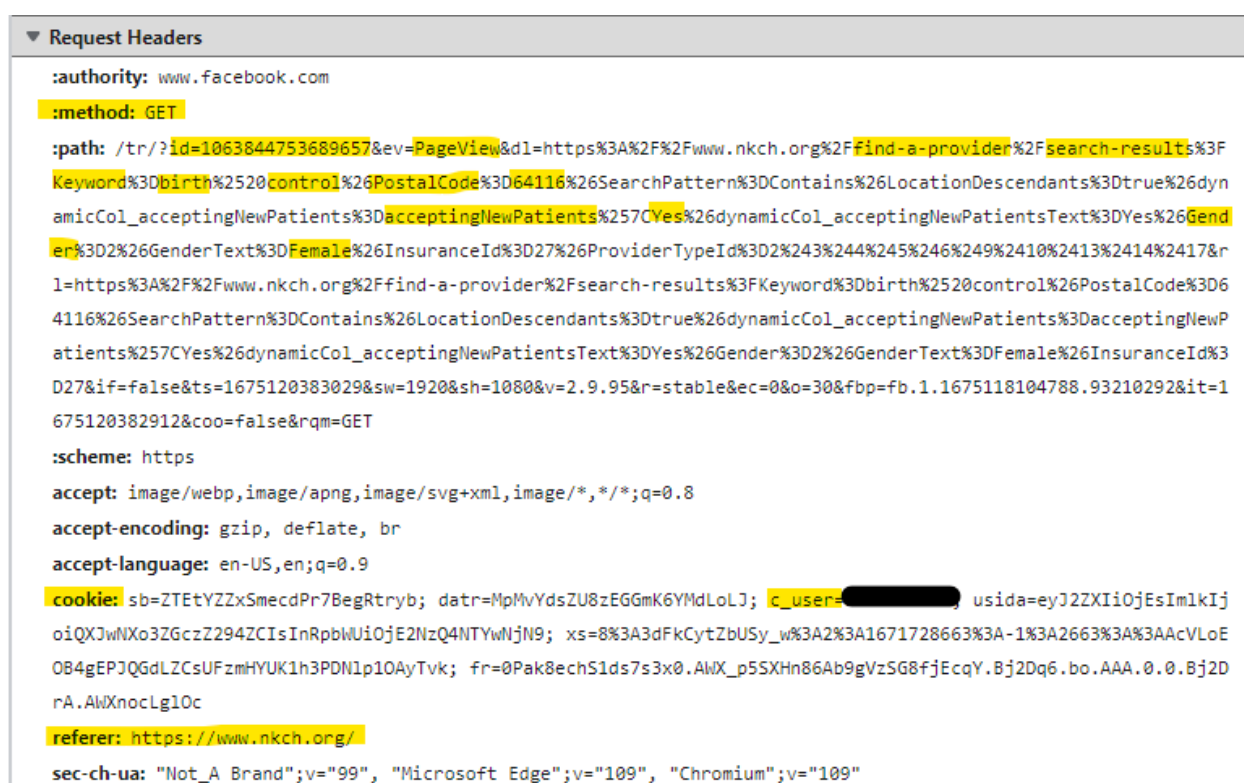 ▼ Request Headers
:authority: www.facebook.com
:method: GET
:path: /tr/?id=1063844753689657&ev=PageView&dl=https%3A%2F%2Fwww.nkch.org%2Ffind-a-provider%2Fsearch-results%3F
Keyword%3Dbirth%2520control%26PostalCode%3D64116%26SearchPattern%3DContains%26LocationDescendants%3Dtrue%26dyn
amicCol_acceptingNewPatients%3DacceptingNewPatients%257CYes%26dynamicCol_acceptingNewPatientsText%3DYes%26Gend
er%3D2%26GenderText%3DFemale%26InsuranceId%3D27%26ProviderTypeId%3D2%243%244%245%246%249%2410%2413%2414%2417&r
l=https%3A%2F%2Fwww.nkch.org%2Ffind-a-provider%2Fsearch-results%3FKeyword%3Dbirth%2520control%26PostalCode%3D6
4116%26SearchPattern%3DContains%26LocationDescendants%3Dtrue%26dynamicCol_acceptingNewPatients%3DacceptingNewP
atients%257CYes%26dynamicCol_acceptingNewPatientsText%3DYes%26Gender%3D2%26GenderText%3DFemale%26InsuranceId%3
D27&if=false&ts=1675120383029&sw=1920&sh=1080&v=2.9.95&r=stable&ec=0&o=30&fbp=fb.1.1675118104788.93210292&it=1
675120382912&coo=false&rqm=GET
:scheme: https
accept: image/webp,image/apng,image/svg+xml,image/*,*/*;q=0.8
accept-encoding: gzip, deflate, br
accept-language: en-US,en;q=0.9
cookie: sb=ZTEtYZZxSmecdPr7BegRtryb; datr=MpMvYdsZU8zEGGmK6YMdLoLJ; c_user= ; usida=eyJ2ZXIiOjEsImlkIj
oiQXJwNXo3ZGczZ294ZCIsInRpbWUiOjE2NzQ4NTYwNjN9; xs=8%3A3dFkCytZbUSy_w%3A2%3A1671728663%3A-1%3A2663%3A%3AAcVLoE
OB4gEPJQGdLZCsUFzmHYUK1h3PDNlp1OAyTvk; fr=0Pak8echS1ds7s3x0.AWX_p5SXHn86Ab9gVzSG8fjEcqY.Bj2Dq6.bo.AAA.0.0.Bj2D
rA.AWXnocLglOc
referer: https://www.nkch.org/
sec-ch-ua: "Not_A Brand";v="99", "Microsoft Edge";v="109", "Chromium";v="109"